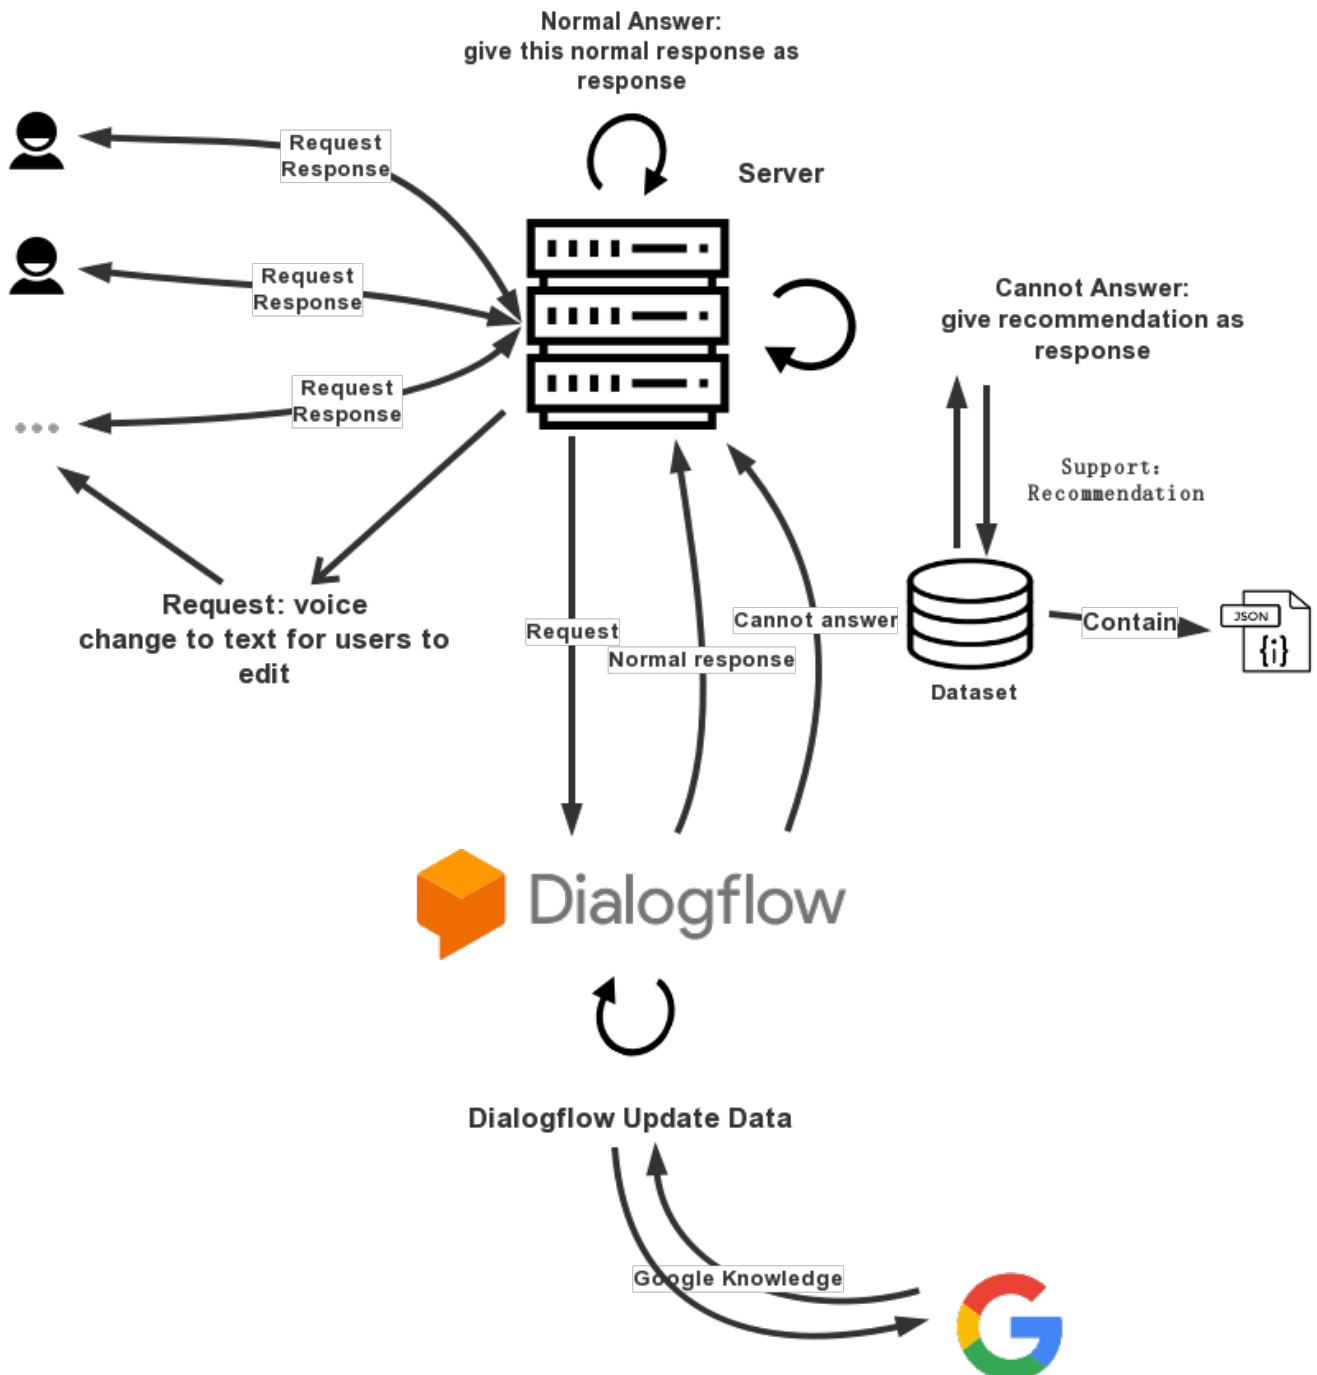 Normal Answer:
give this normal response as
response
Request
Response
Server
Request
Response
Cannot Answer:
give recommendation as
response
Request
Response
Support:
Recommendation
Request: voice
change to text for users to
edit
Request
Normal response
Cannot answer
Contain
JSON
{i}
Dataset
Dialogflow
Dialogflow Update Data
Google Knowledge
G